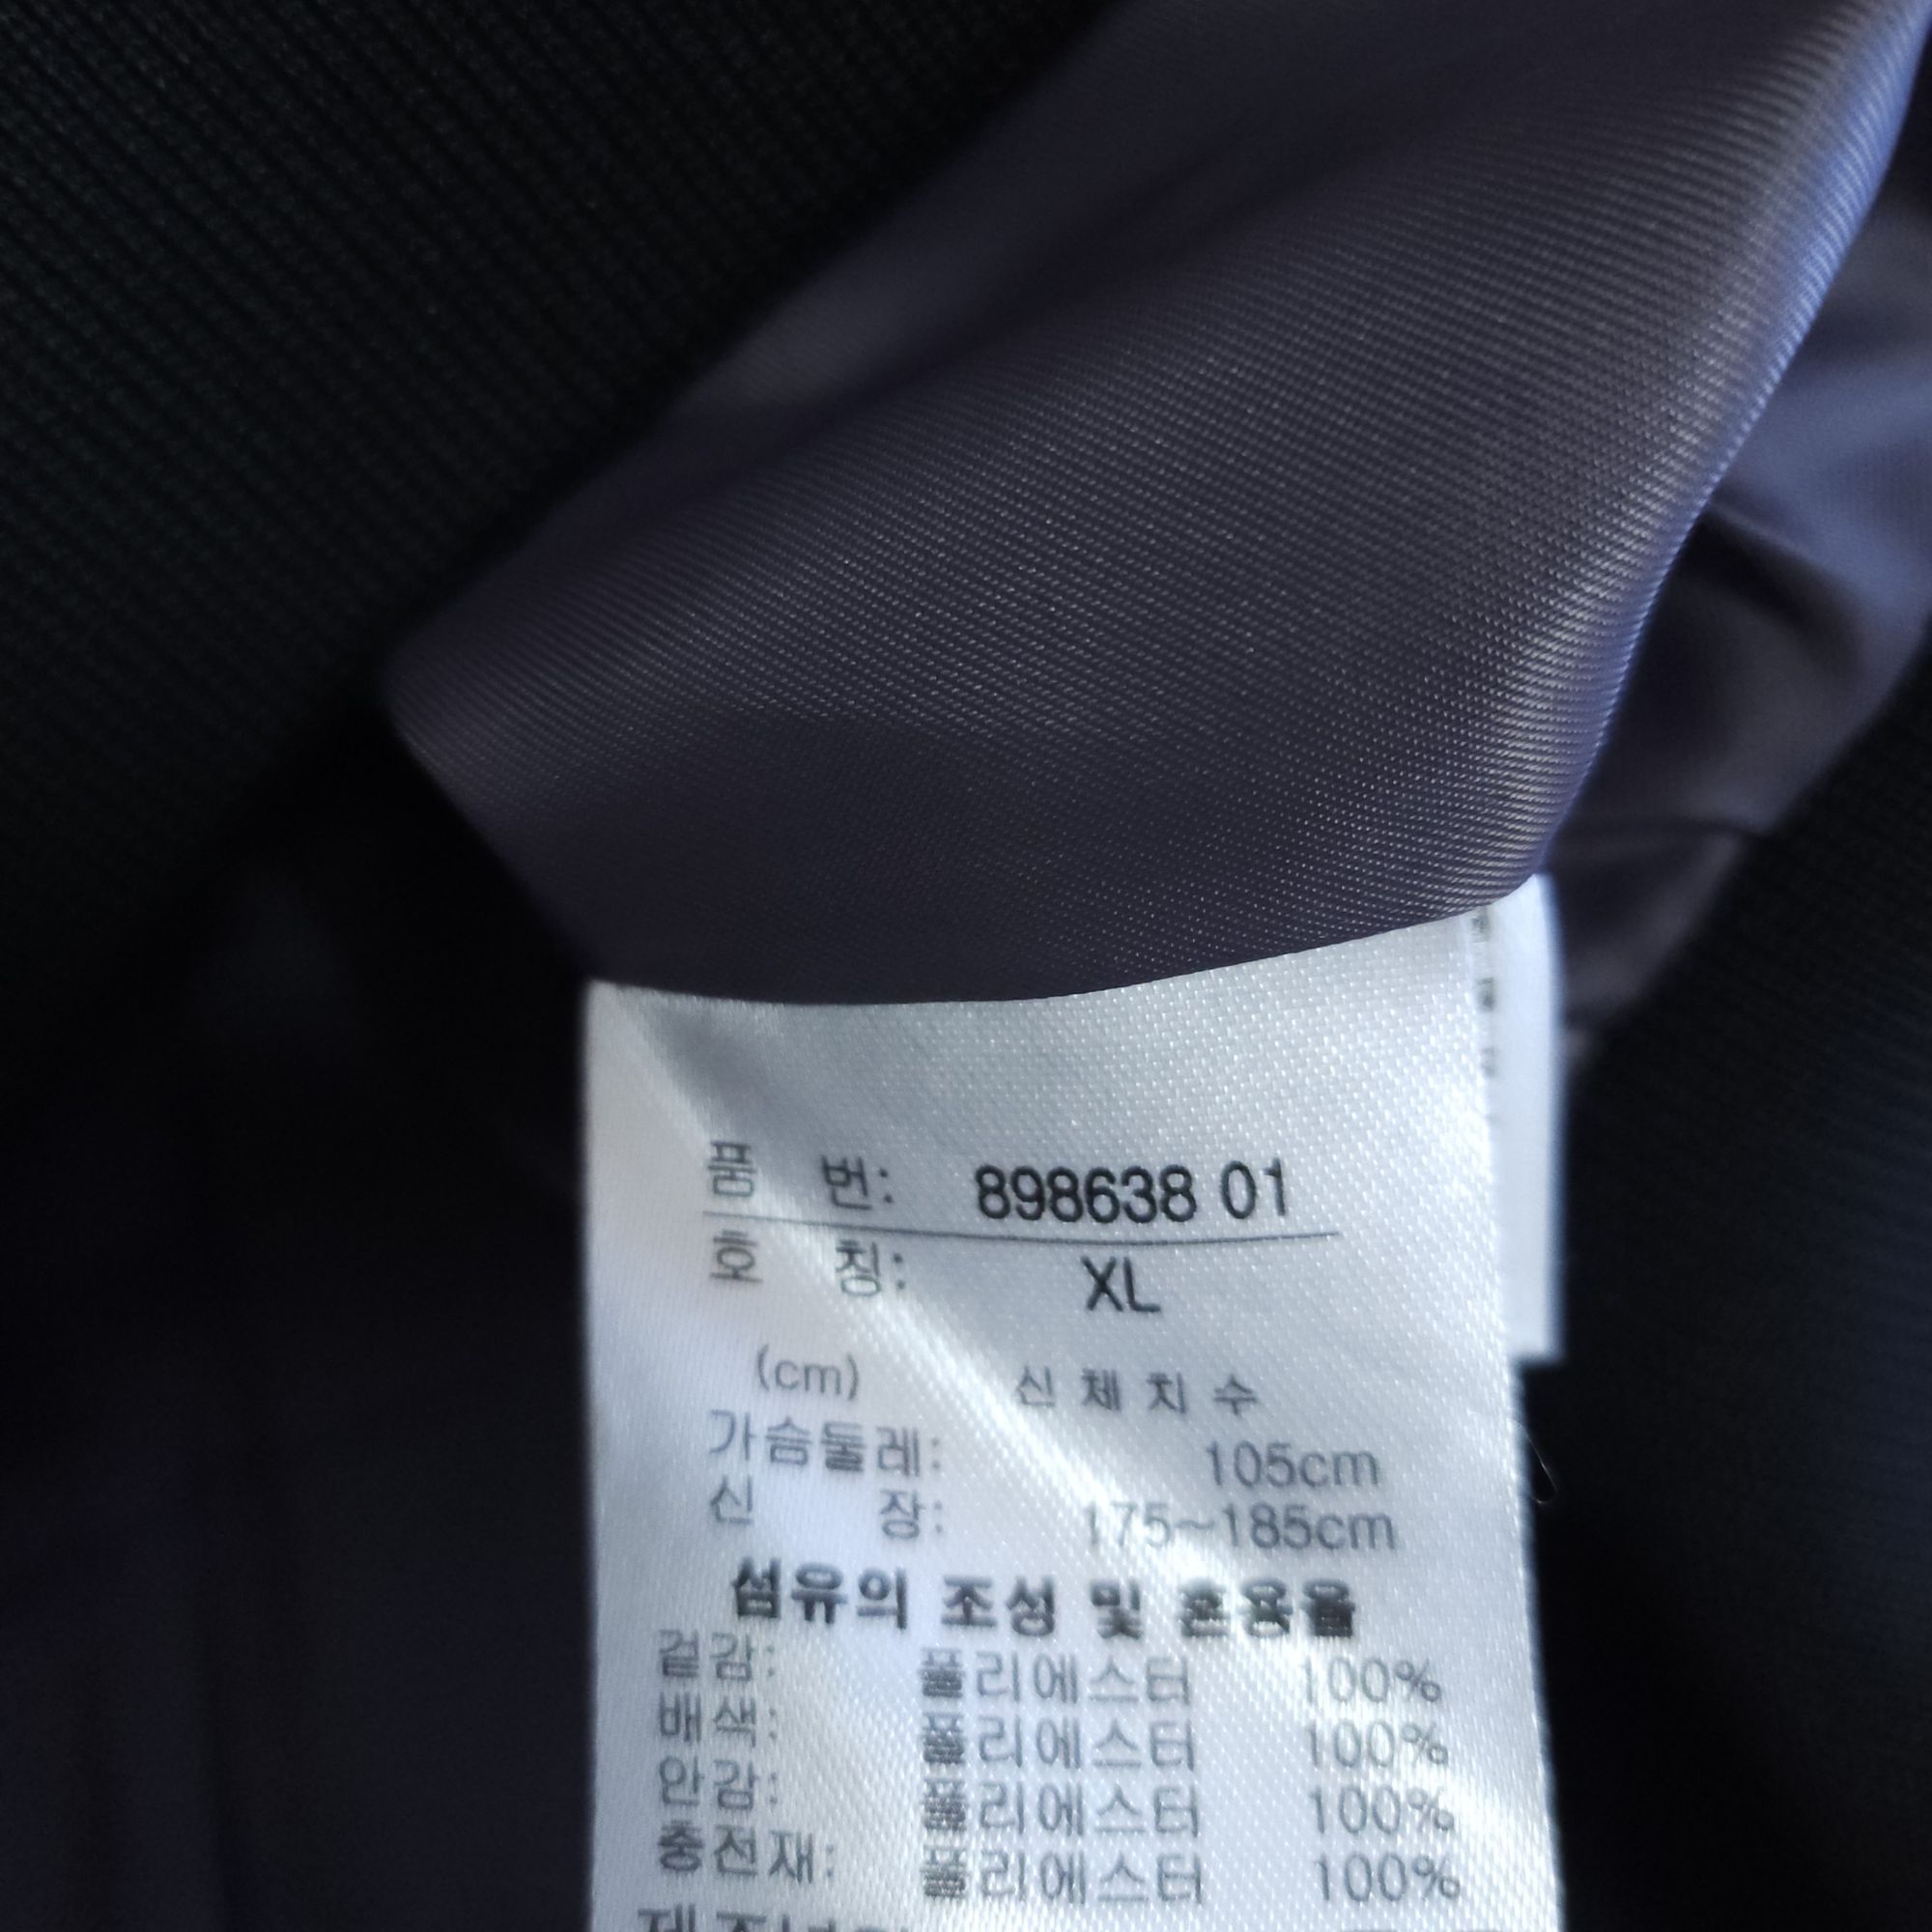 품 번: 898638 01
호 칭: XL
(cm) 신체치수
가슴둘레: 105cm
신 장: 175~185cm
섬유의 조성 및 혼용율
겉감: 폴리에스터 100%
배색: 폴리에스터 100%
안감: 폴리에스터 100%
충전재: 폴리에스터 100%